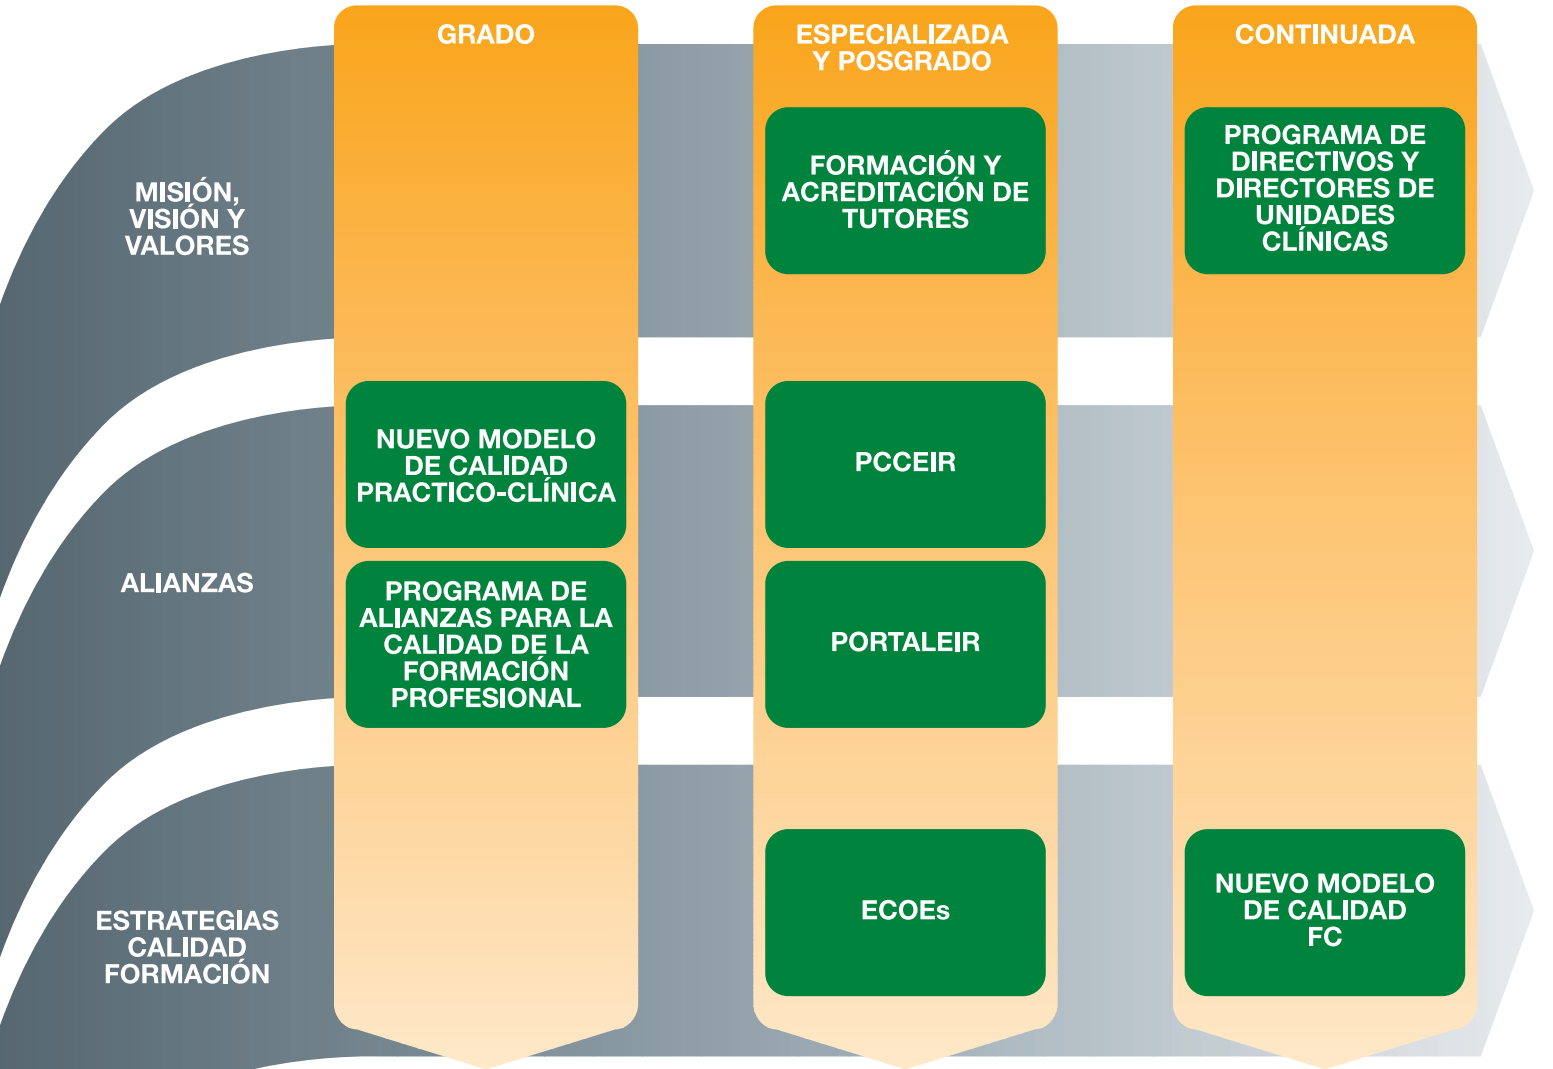 GRADO
ESPECIALIZADA
Y POSGRADO
CONTINUADA
MISIÓN,
VISIÓN Y
VALORES
FORMACIÓN Y
ACREDITACIÓN DE
TUTORES
PROGRAMA DE
DIRECTIVOS Y
DIRECTORES DE
UNIDADES
CLÍNICAS
ALIANZAS
NUEVO MODELO
DE CALIDAD
PRACTICO-CLÍNICA
PCCEIR
PROGRAMA DE
ALIANZAS PARA LA
CALIDAD DE LA
FORMACIÓN
PROFESIONAL
PORTALEIR
ESTRATEGIAS
CALIDAD
FORMACIÓN
ECOEs
NUEVO MODELO
DE CALIDAD
FC